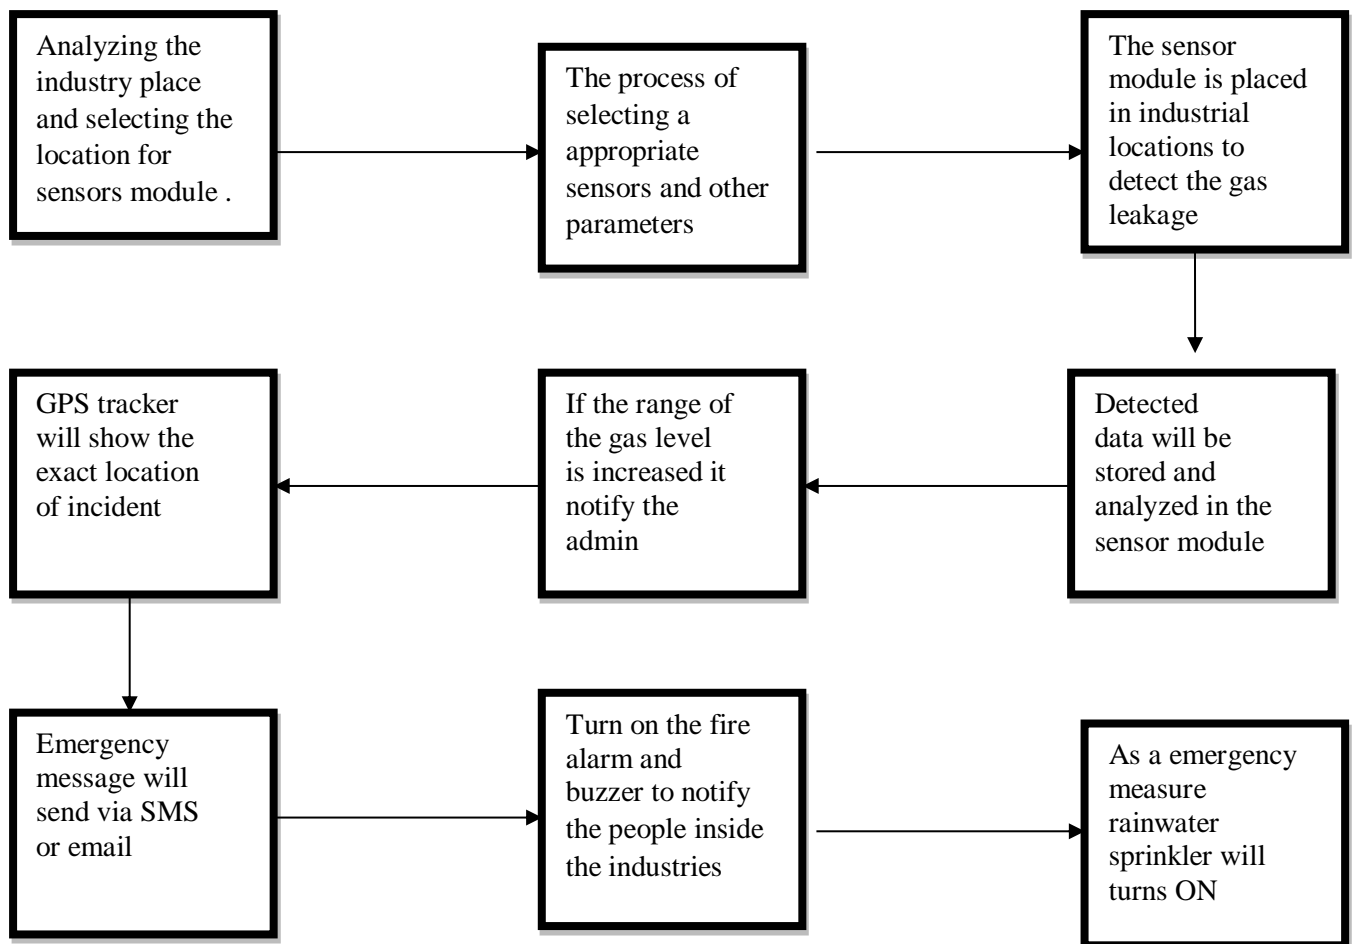 Analyzing the
industry place
and selecting the
location for
sensors module .
The process of
selecting a
appropriate
sensors and other
parameters
The sensor
module is placed
in industrial
locations to
detect the gas
leakage
Detected
data will be
stored and
analyzed in the
sensor module
If the range of
the gas level
is increased it
notify the
admin
GPS tracker
will show the
exact location
of incident
Emergency
message will
send via SMS
or email
Turn on the fire
alarm and
buzzer to notify
the people inside
the industries
As a emergency
measure
rainwater
sprinkler will
turns ON